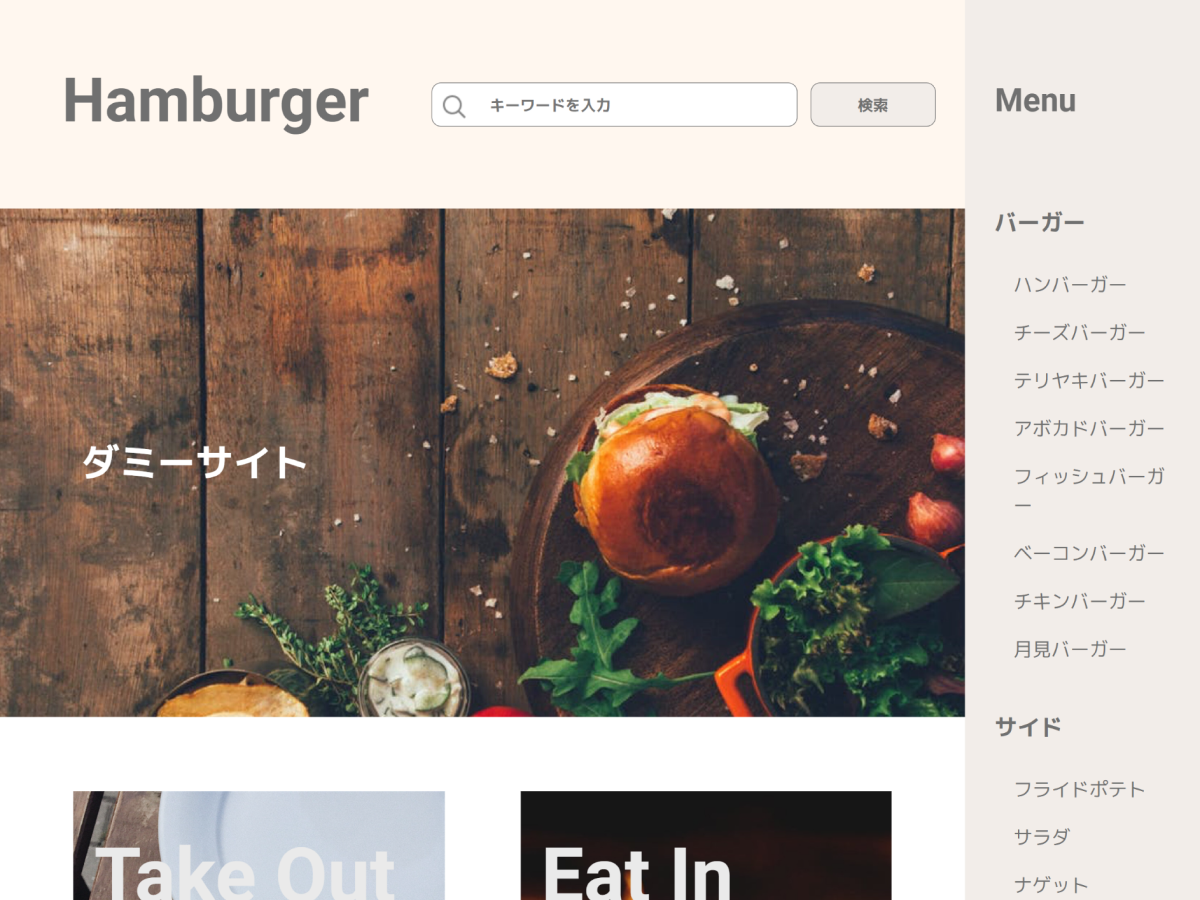 Hamburger
キーワードを入力
検索
ダミーサイト
Take Out
Eat In
Menu
バーガー
ハンバーガー
チーズバーガー
テリヤキバーガー
アボカドバーガー
フィッシュバーガ
ー
ベーコンバーガー
チキンバーガー
月見バーガー
サイド
フライドポテト
サラダ
ナゲット